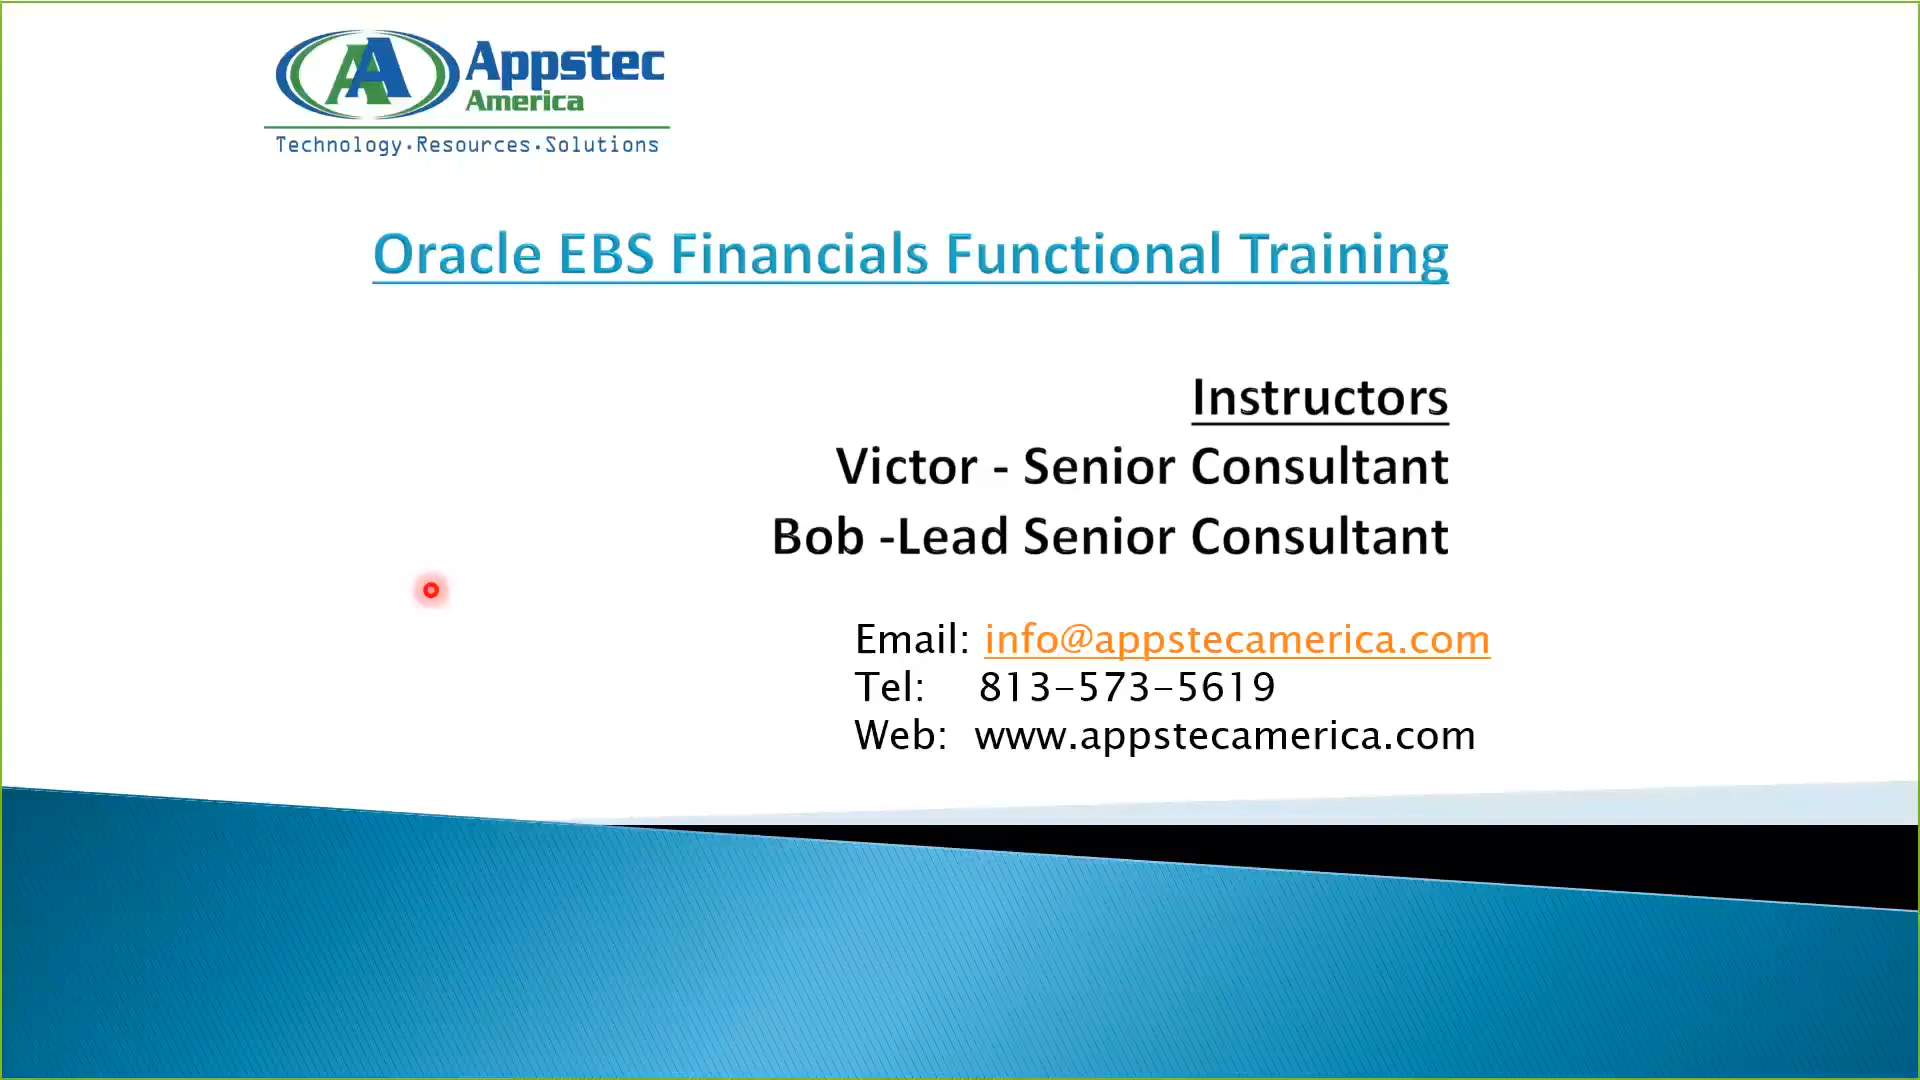 AA Appstec
America
Technology.Resources.Solutions
Oracle EBS Financials Functional Training
Instructors
Victor - Senior Consultant
Bob -Lead Senior Consultant
Email: info@appstecamerica.com
Tel: 813-573-5619
Web: www.appstecamerica.com